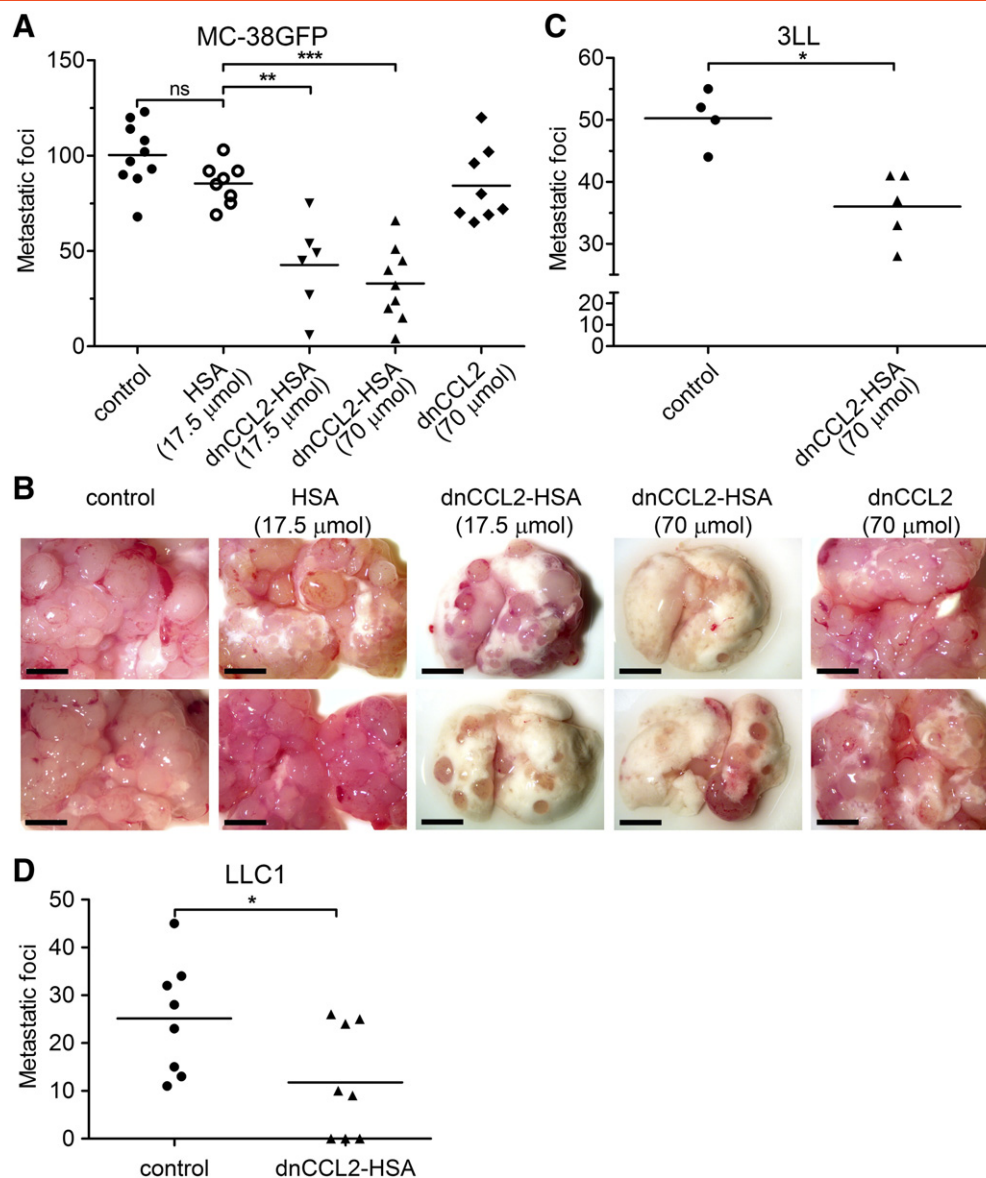 A
MC-38GFP
Metastatic foci
150
100
50
0
ns
**
***
control
HSA
(17.5 μmol)
dnCCL2-HSA
(17.5 μmol)
dnCCL2-HSA
(70 μmol)
dnCCL2
(70 μmol)
C
3LL
Metastatic foci
60
50
40
30
20
10
0
*
control
dnCCL2-HSA
(70 μmol)
B
control
HSA
(17.5 μmol)
dnCCL2-HSA
(17.5 μmol)
dnCCL2-HSA
(70 μmol)
dnCCL2
(70 μmol)
D
LLC1
Metastatic foci
50
40
30
20
10
0
*
control
dnCCL2-HSA